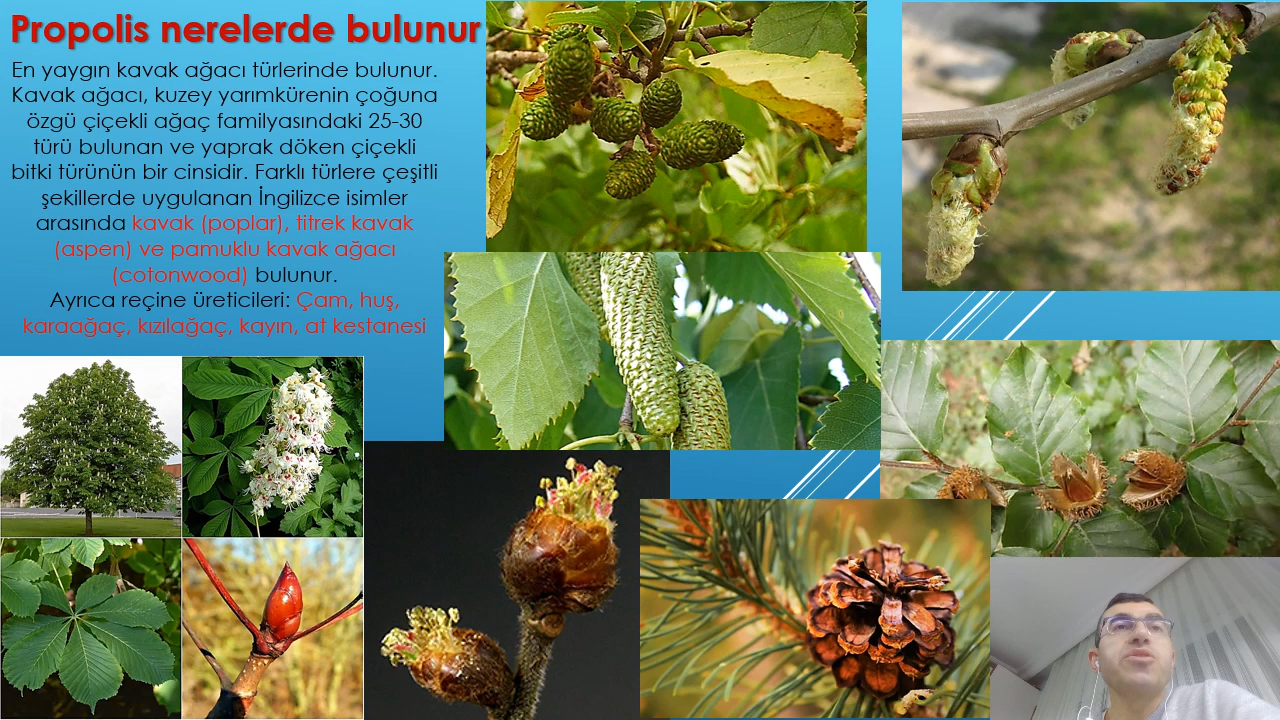 Propolis nerelerde bulunur
En yaygın kavak ağacı türlerinde bulunur.
Kavak ağacı, kuzey yarımkürenin çoğuna
özgü çiçekli ağaç familyasındaki 25-30
türü bulunan ve yaprak döken çiçekli
bitki türünün bir cinsidir. Farklı türlere çeşitli
şekillerde uygulanan İngilizce isimler
arasında kavak (poplar), titrek kavak
(aspen) ve pamuklu kavak ağacı
(cotonwood) bulunur.
Ayrıca reçine üreticileri: Çam, huş,
karaağaç, kızılağaç, kayın, at kestanesi